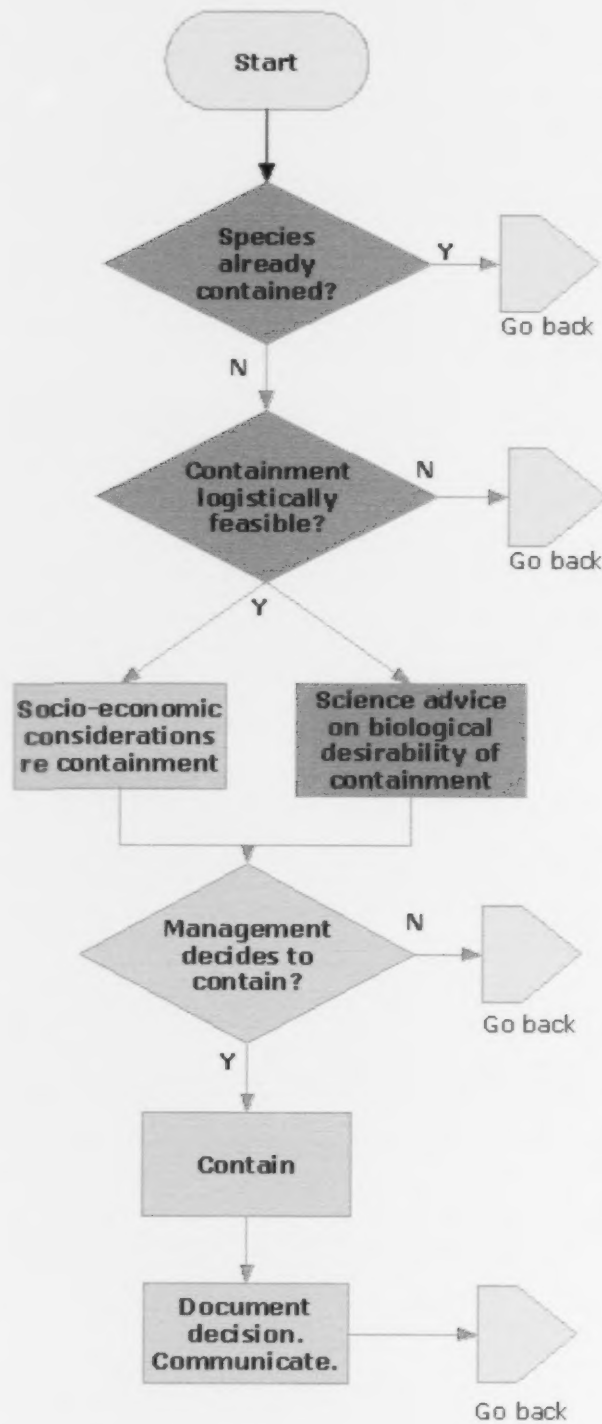 Start
Species
already
contained?
Y
Go back
N
Containment
logistically
feasible?
N
Go back
Y
Socio-economic
considerations
re containment
Science advice
on biological
desirability of
containment
Management
decides to
contain?
N
Go back
Y
Contain
Document
decision.
Communicate.
Go back